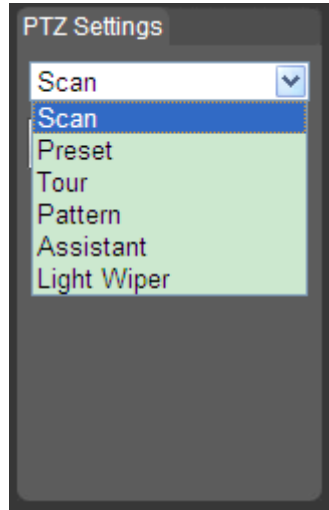 PTZ Settings
Scan
Scan
Preset
Tour
Pattern
Assistant
Light Wiper